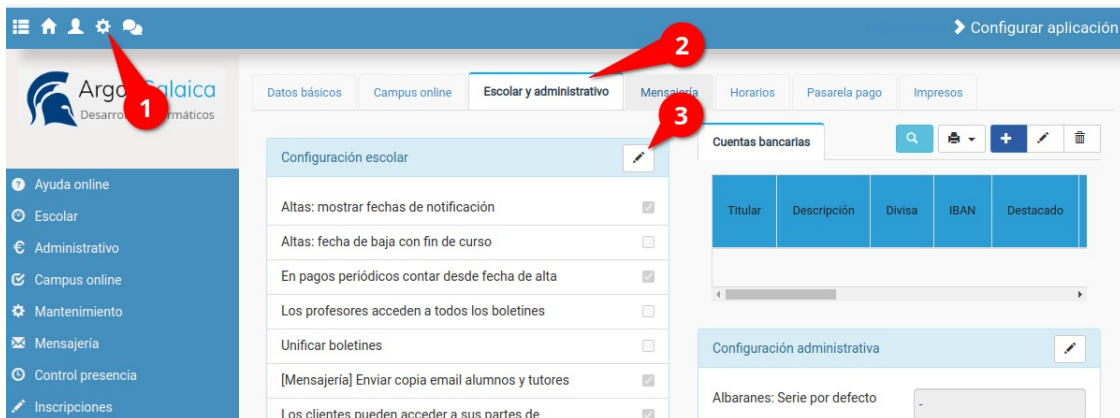 Configurar aplicación
1
2
3
Datos básicos
Campus online
Escolar y administrativo
Mensajería
Horarios
Pasarela pago
Impresos
Ayuda online
Escolar
Administrativo
Campus online
Mantenimiento
Mensajería
Control presencia
Inscripciones
Configuración escolar
Altas: mostrar fechas de notificación
Altas: fecha de baja con fin de curso
En pagos periódicos contar desde fecha de alta
Los profesores acceden a todos los boletines
Unificar boletines
[Mensajería] Enviar copia email alumnos y tutores
Los clientes pueden acceder a sus partes de
Cuentas bancarias
Titular
Descripción
Divisa
IBAN
Destacado
Configuración administrativa
Albaranes: Serie por defecto
-